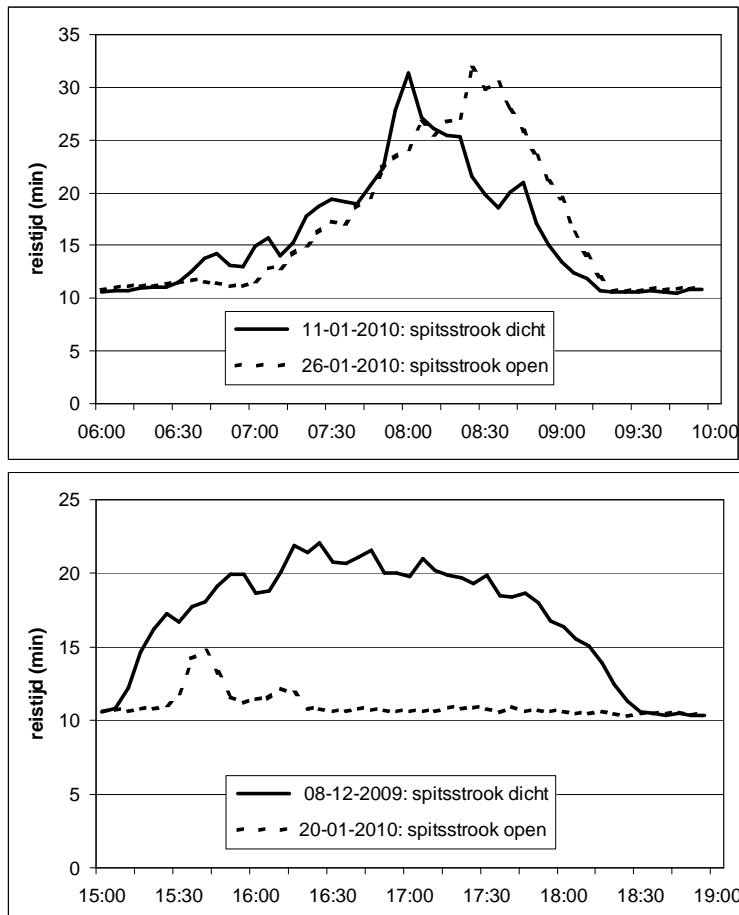 35
30
25
20
15
10
5
0
reistijd (min)
11-01-2010: spitsstrook dicht
26-01-2010: spitsstrook open
06:00 06:30 07:00 07:30 08:00 08:30 09:00 09:30 10:00
25
20
15
10
5
0
reistijd (min)
08-12-2009: spitsstrook dicht
20-01-2010: spitsstrook open
15:00 15:30 16:00 16:30 17:00 17:30 18:00 18:30 19:00